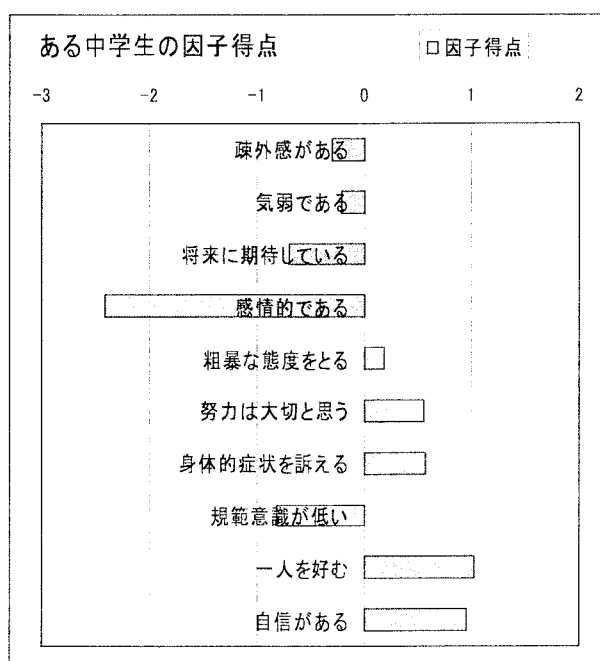 ある中学生の因子得点
因子得点
-3 -2 -1 0 1 2
疎外感がある
気弱である
将来に期待している
感情的である
粗暴な態度をとる
努力は大切と思う
身体的症状を訴える
規範意識が低い
一人を好む
自信がある